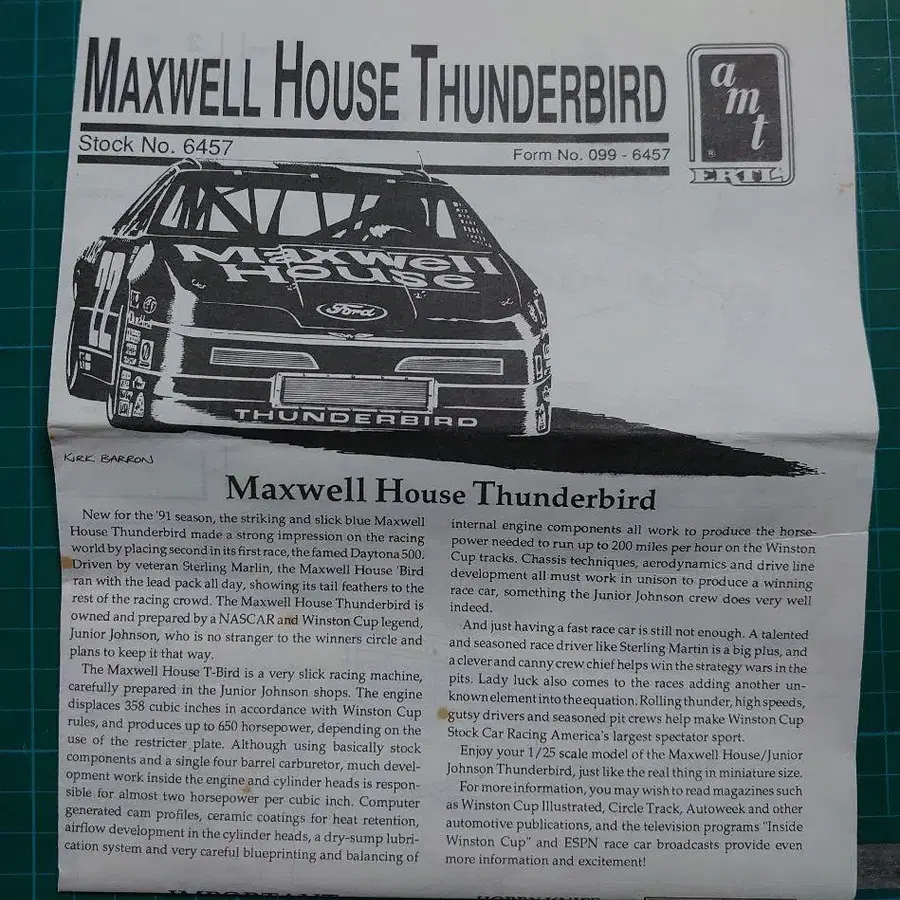 MAXWELL HOUSE THUNDERBIRD
amt
®
ERTL
Stock No. 6457
Form No. 099 - 6457
Maxwell
House
Ford
22
THUNDERBIRD
KIRK BARRON
Maxwell House Thunderbird
New for the '91 season, the striking and slick blue Maxwell
House Thunderbird made a strong impression on the racing
world by placing second in its first race, the famed Daytona 500.
Driven by veteran Sterling Marlin, the Maxwell House 'Bird
ran with the lead pack all day, showing its tail feathers to the
rest of the racing crowd. The Maxwell House Thunderbird is
owned and prepared by a NASCAR and Winston Cup legend,
Junior Johnson, who is no stranger to the winners circle and
plans to keep it that way.
The Maxwell House T-Bird is a very slick racing machine,
carefully prepared in the Junior Johnson shops. The engine
displaces 358 cubic inches in accordance with Winston Cup
rules, and produces up to 650 horsepower, depending on the
use of the restricter plate. Although using basically stock
components and a single four barrel carburetor, much devel-
opment work inside the engine and cylinder heads is respon-
sible for almost two horsepower per cubic inch. Computer
generated cam profiles, ceramic coatings for heat retention,
airflow development in the cylinder heads, a dry-sump lubri-
cation system and very careful blueprinting and balancing of
internal engine components all work to produce the horse-
power needed to run up to 200 miles per hour on the Winston
Cup tracks. Chassis techniques, aerodynamics and drive line
development all must work in unison to produce a winning
race car, something the Junior Johnson crew does very well
indeed.
And just having a fast race car is still not enough. A talented
and seasoned race driver like Sterling Martin is a big plus, and
a clever and canny crew chief helps win the strategy wars in the
pits. Lady luck also comes to the races adding another un-
known element into the equation. Rolling thunder, high speeds,
gutsy drivers and seasoned pit crews help make Winston Cup
Stock Car Racing America's largest spectator sport.
Enjoy your 1/25 scale model of the Maxwell House/Junior
Johnson Thunderbird, just like the real thing in miniature size.
For more information, you may wish to read magazines such
as Winston Cup Illustrated, Circle Track, Autoweek and other
automotive publications, and the television programs "Inside
Winston Cup" and ESPN race car broadcasts provide even
more information and excitement!
IMPORTANT
HOBBY KNIFE